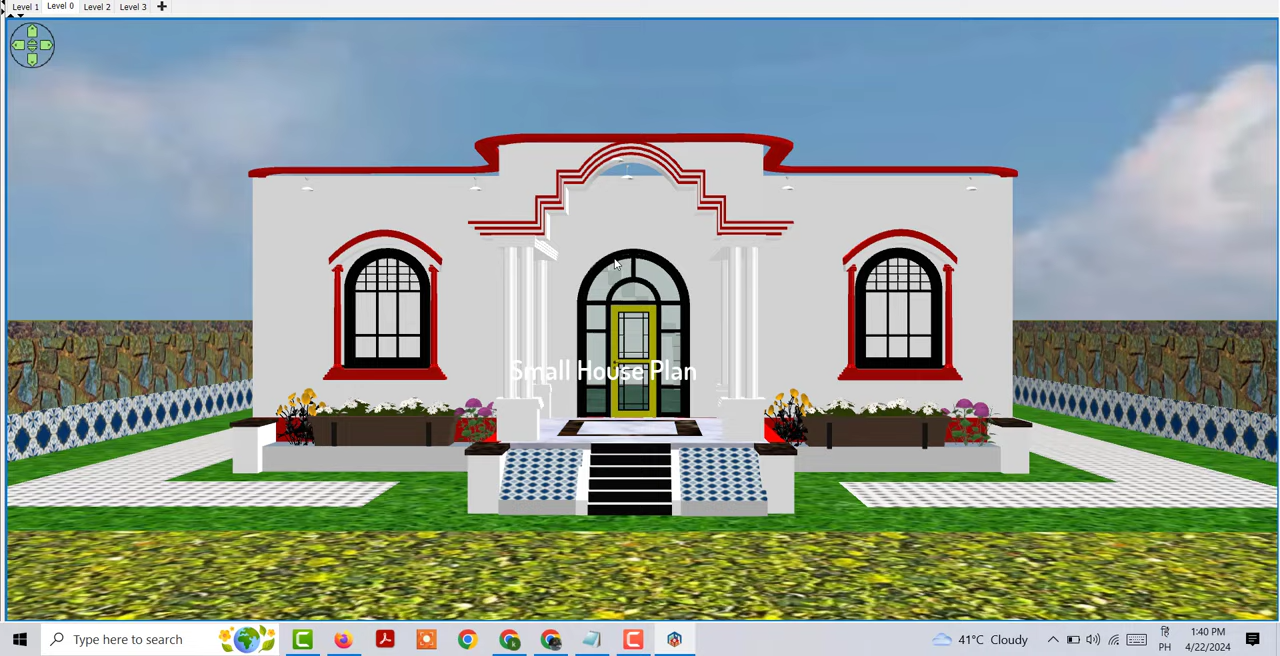 Level 1 Level 0 Level 2 Level 3
Small House Plan
Type here to search
41°C Cloudy
हि
PH
1:40 PM
4/22/2024